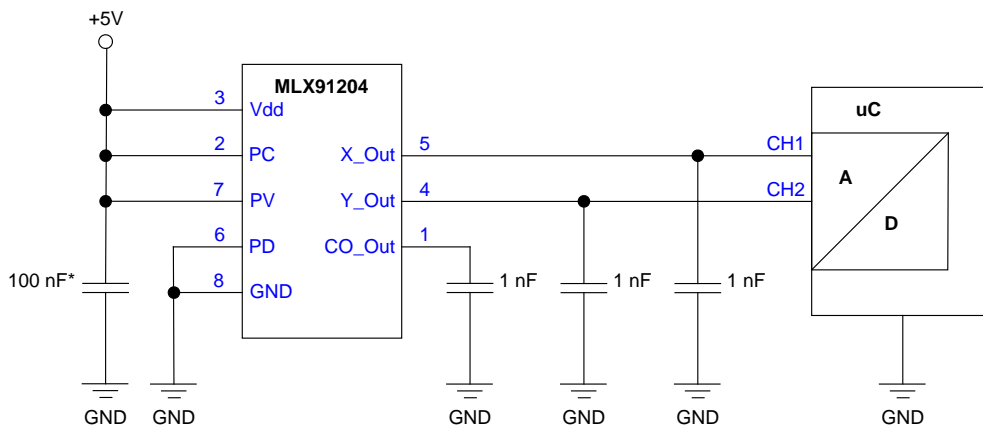 +5V
MLX91204
uC
3
Vdd
2
PC
X_Out
5
CH1
7
PV
Y_Out
4
CH2
A
D
6
PD
CO_Out
1
8
GND
100 nF*
1 nF
1 nF
1 nF
GND
GND
GND
GND
GND
GND